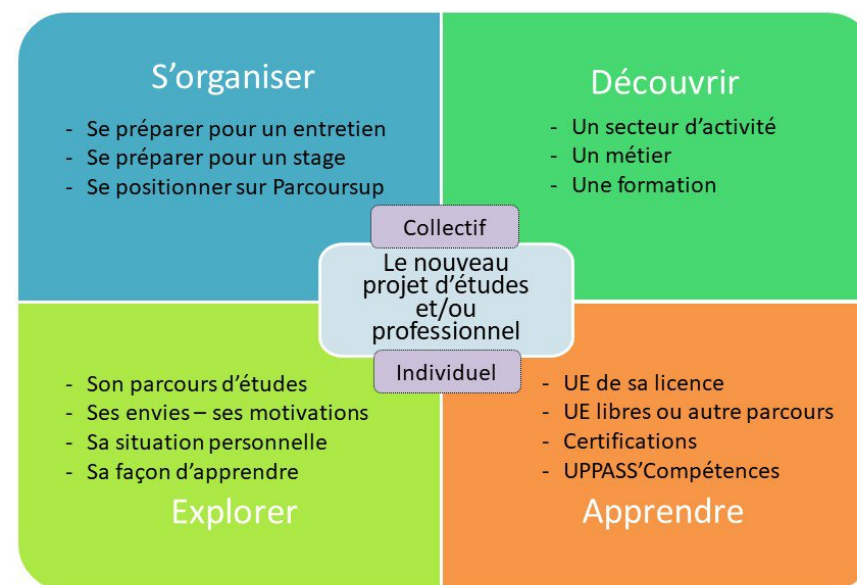 S’organiser
- Se préparer pour un entretien
- Se préparer pour un stage
- Se positionner sur Parcoursup
Découvrir
- Un secteur d’activité
- Un métier
- Une formation
Collectif
Le nouveau
projet d’études
et/ou
professionnel
Individuel
- Son parcours d’études
- Ses envies – ses motivations
- Sa situation personnelle
- Sa façon d’apprendre
Explorer
- UE de sa licence
- UE libres ou autre parcours
- Certifications
- UPPASS’Compétences
Apprendre